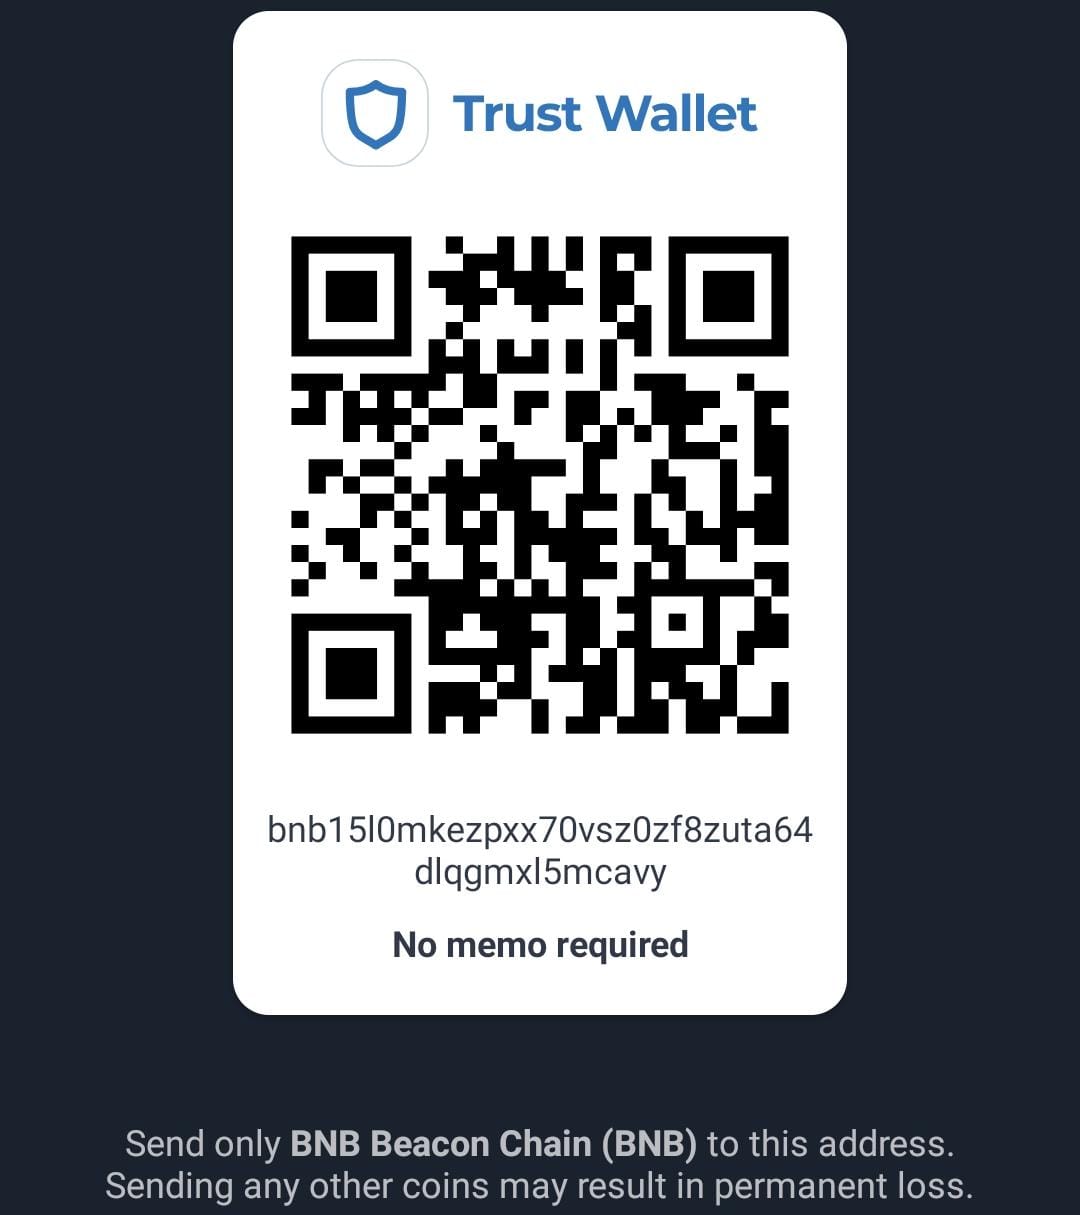 Trust Wallet
bnb15l0mkezpxx70vsz0zf8zuta64
dlqgmxl5mcavy
No memo required
Send only BNB Beacon Chain (BNB) to this address.
Sending any other coins may result in permanent loss.